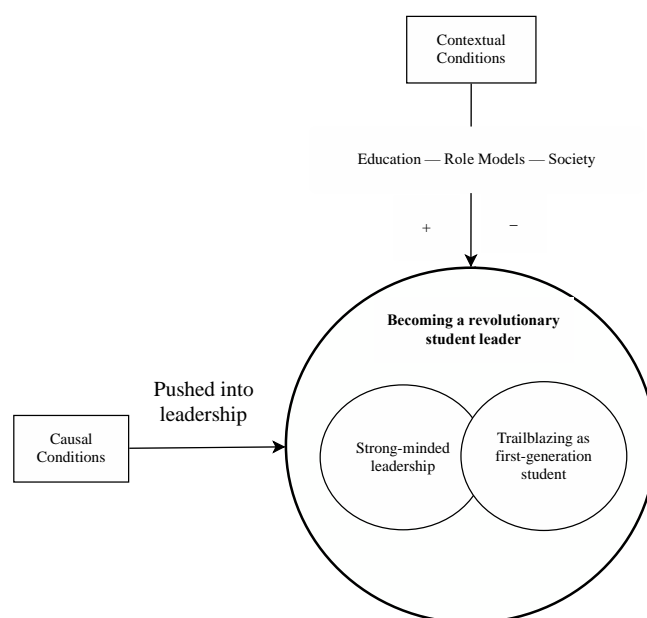 Contextual
Conditions
Education — Role Models — Society
+ −
Becoming a revolutionary
student leader
Pushed into
leadership
Causal
Conditions
Strong-minded
leadership
Trailblazing as
first-generation
student